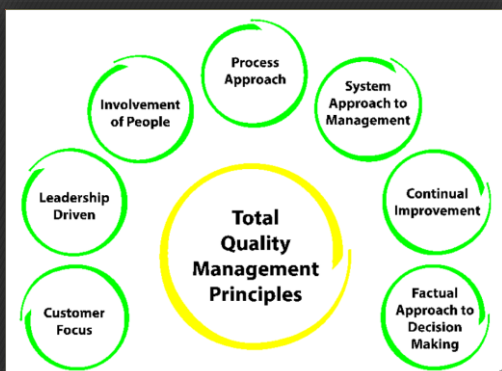 Process
Approach
System
Approach to
Management
Involvement
of People
Leadership
Driven
Continual
Improvement
Total
Quality
Management
Principles
Customer
Focus
Factual
Approach to
Decision
Making